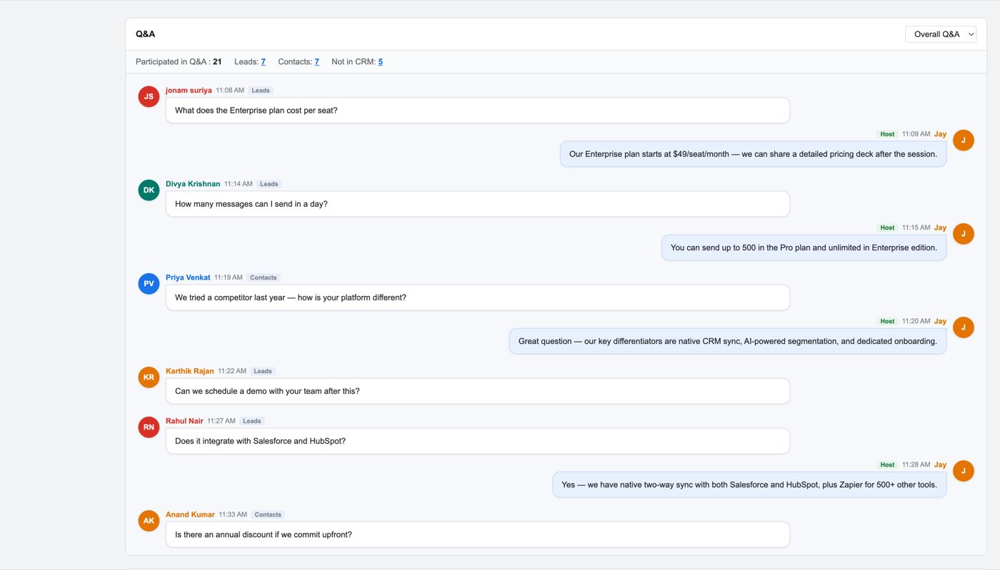 Q&A
Overall Q&A
Participated in Q&A : 21 Leads: 7 Contacts: 7 Not in CRM: 5
JS
jonam suriya 11:08 AM Leads
What does the Enterprise plan cost per seat?
Host 11:09 AM Jay
J
Our Enterprise plan starts at $49/seat/month — we can share a detailed pricing deck after the session.
DK
Divya Krishnan 11:14 AM Leads
How many messages can I send in a day?
Host 11:15 AM Jay
J
You can send up to 500 in the Pro plan and unlimited in Enterprise edition.
PV
Priya Venkat 11:19 AM Contacts
We tried a competitor last year — how is your platform different?
Host 11:20 AM Jay
J
Great question — our key differentiators are native CRM sync, AI-powered segmentation, and dedicated onboarding.
KR
Karthik Rajan 11:22 AM Leads
Can we schedule a demo with your team after this?
RN
Rahul Nair 11:27 AM Leads
Does it integrate with Salesforce and HubSpot?
Host 11:28 AM Jay
J
Yes — we have native two-way sync with both Salesforce and HubSpot, plus Zapier for 500+ other tools.
AK
Anand Kumar 11:33 AM Contacts
Is there an annual discount if we commit upfront?